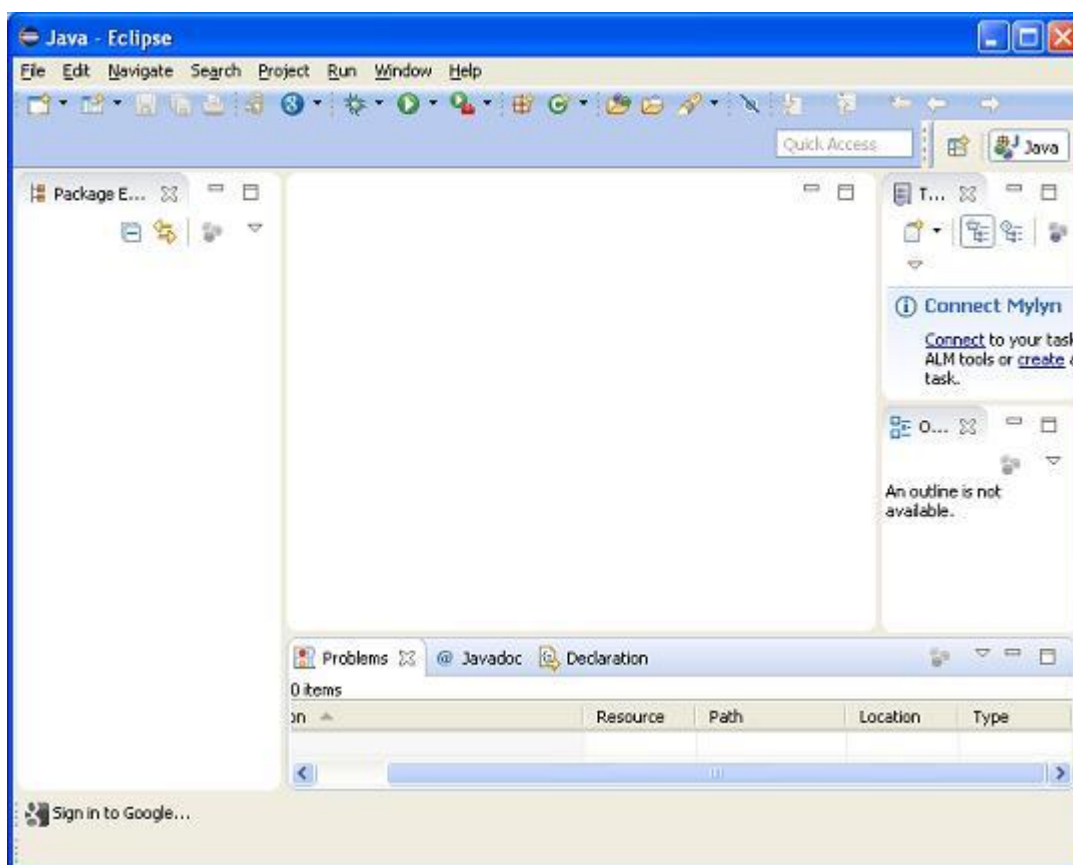 Java - Eclipse
File Edit Navigate Search Project Run Window Help
Quick Access
Java
Package E...
T...
Connect Mylyn
Connect to your task
ALM tools or create a
task.
O...
An outline is not
available.
Problems @ Javadoc Declaration
0 items
on Resource Path Location Type
Sign in to Google...